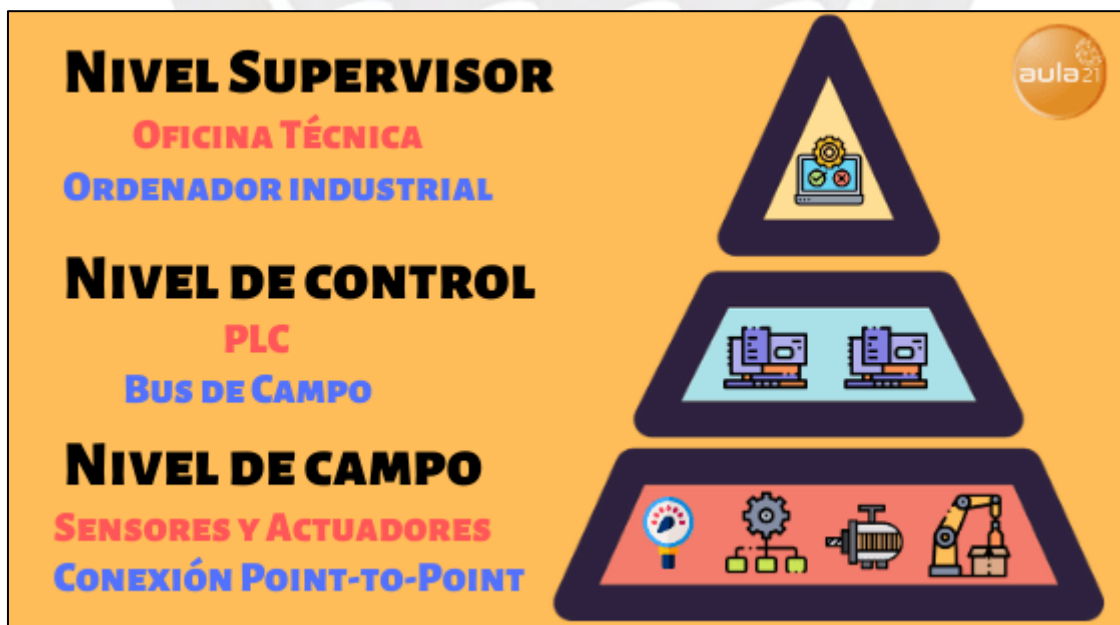 NIVEL SUPERVISOR
OFICINA TÉCNICA
ORDENADOR INDUSTRIAL
NIVEL DE CONTROL
PLC
BUS DE CAMPO
NIVEL DE CAMPO
SENSORES Y ACTUADORES
CONEXIÓN POINT-TO-POINT
aula21